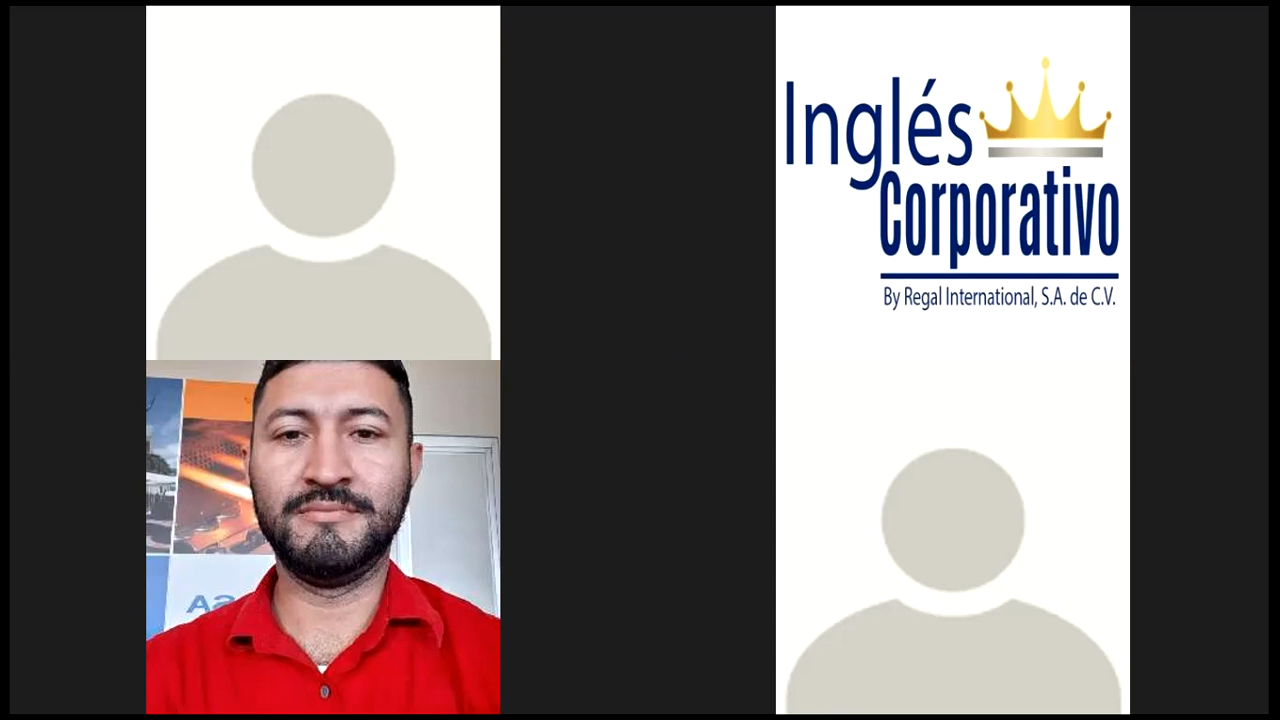 Inglés
Corporativo
By Regal International, S.A. de C.V.